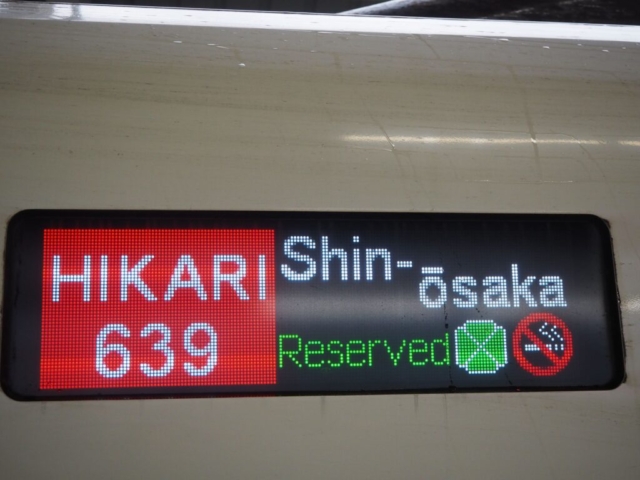 HIKARI
639
Shin-
ōsaka
Reserved